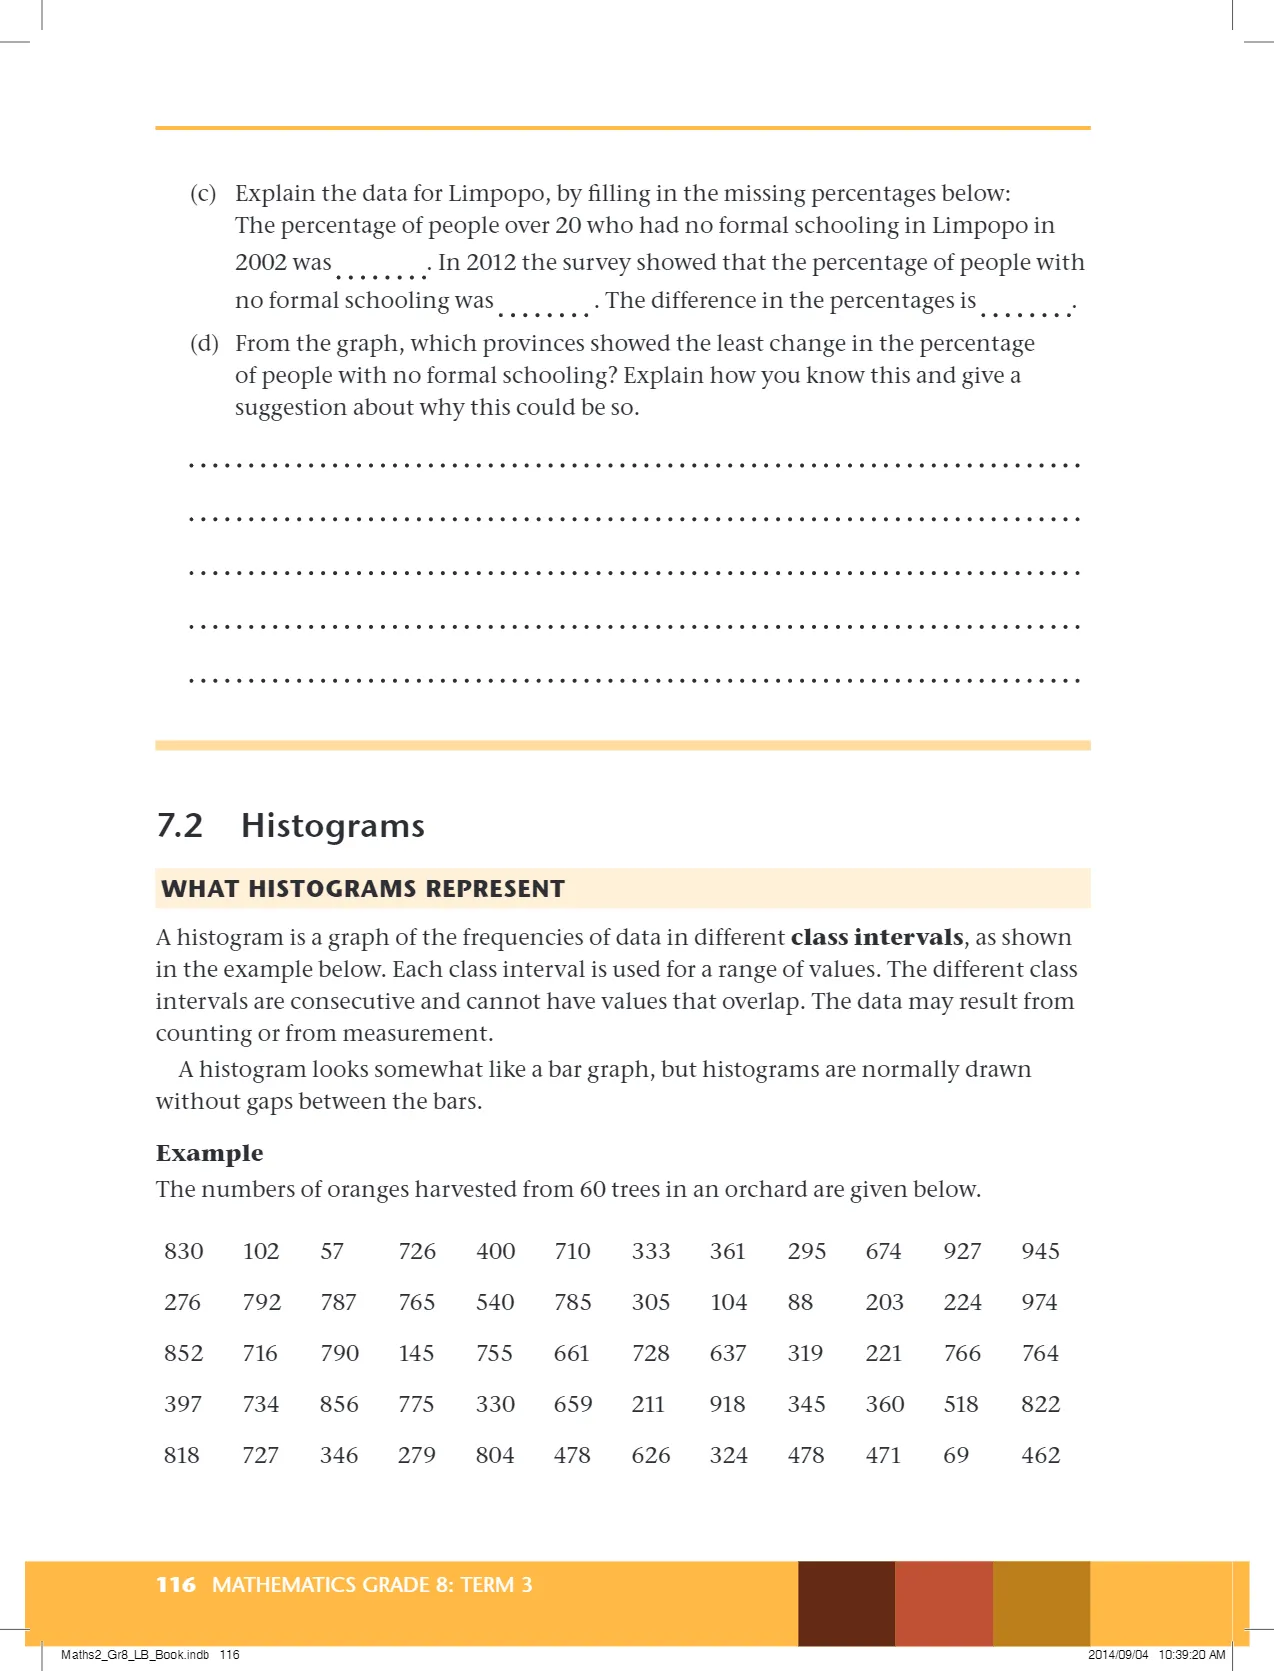 (c) Explain the data for Limpopo, by filling in the missing percentages below:
The percentage of people over 20 who had no formal schooling in Limpopo in
2002 was ........ . In 2012 the survey showed that the percentage of people with
no formal schooling was ........ . The difference in the percentages is ........ .
(d) From the graph, which provinces showed the least change in the percentage
of people with no formal schooling? Explain how you know this and give a
suggestion about why this could be so.
7.2 Histograms
WHAT HISTOGRAMS REPRESENT
A histogram is a graph of the frequencies of data in different class intervals, as shown
in the example below. Each class interval is used for a range of values. The different class
intervals are consecutive and cannot have values that overlap. The data may result from
counting or from measurement.
A histogram looks somewhat like a bar graph, but histograms are normally drawn
without gaps between the bars.
Example
The numbers of oranges harvested from 60 trees in an orchard are given below.
830 102 57 726 400 710 333 361 295 674 927 945
276 792 787 765 540 785 305 104 88 203 224 974
852 716 790 145 755 661 728 637 319 221 766 764
397 734 856 775 330 659 211 918 345 360 518 822
818 727 346 279 804 478 626 324 478 471 69 462
116 MATHEMATICS GRADE 8: TERM 3
Maths2_Gr8_LB_Book.indb 116 2014/09/04 10:39:20 AM